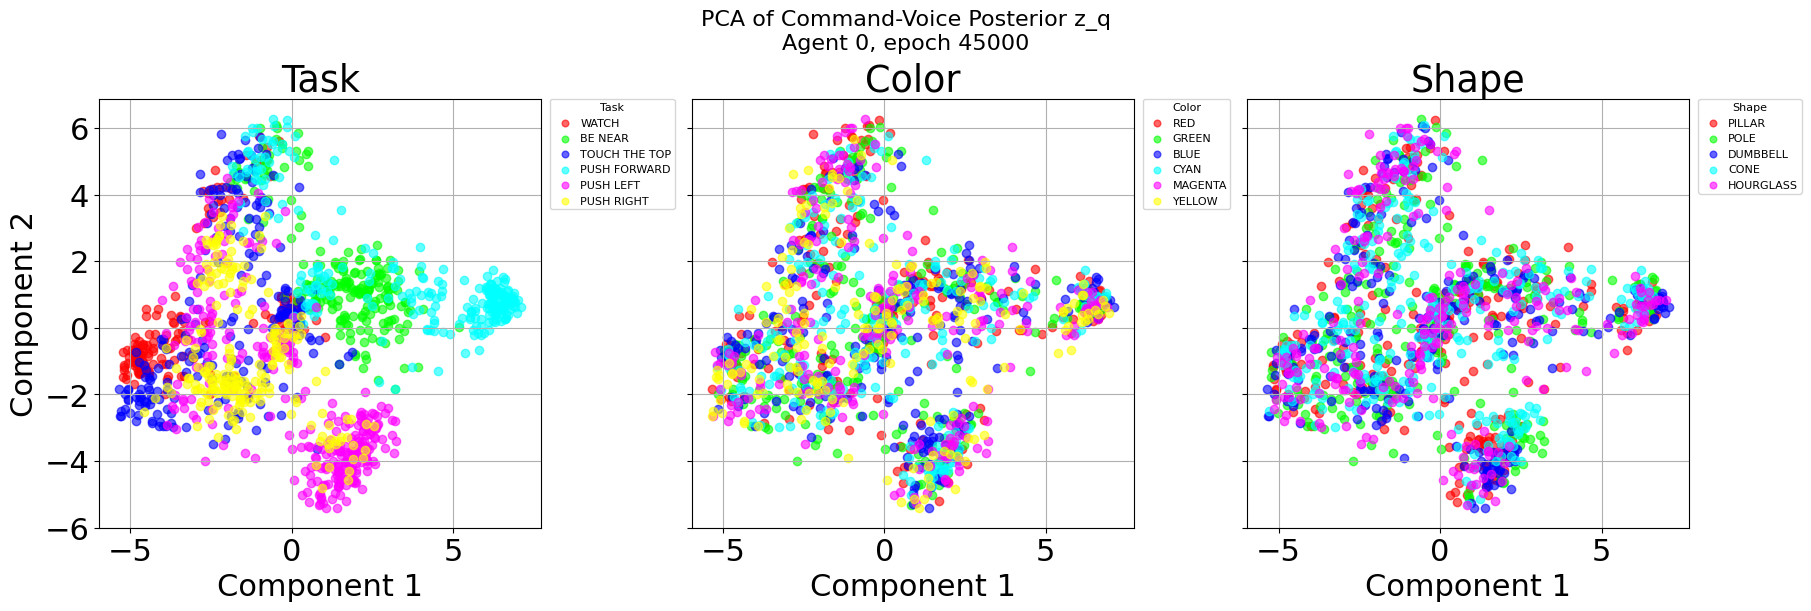 PCA of Command-Voice Posterior z_q
Agent 0, epoch 45000
Task
Component 2
6
4
2
0
−2
−4
−6
−5 0 5
Component 1
Task
WATCH
BE NEAR
TOUCH THE TOP
PUSH FORWARD
PUSH LEFT
PUSH RIGHT
Color
−5 0 5
Component 1
Color
RED
GREEN
BLUE
CYAN
MAGENTA
YELLOW
Shape
−5 0 5
Component 1
Shape
PILLAR
POLE
DUMBBELL
CONE
HOURGLASS